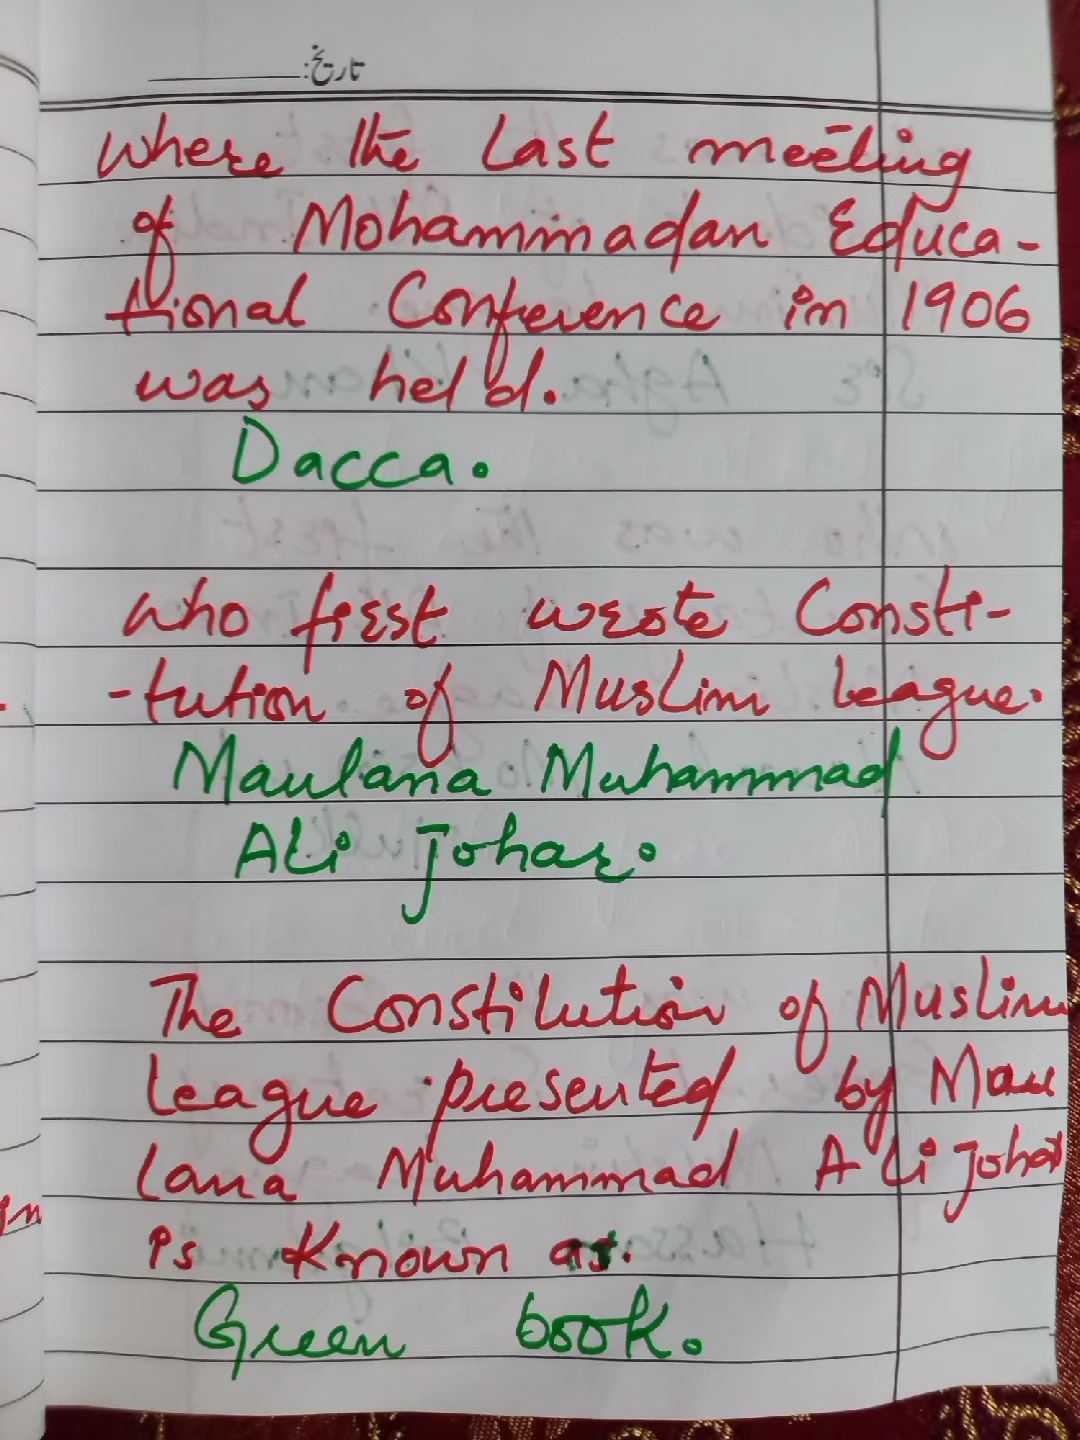 تاریخ:
Where the Last meeting
of Mohammadan Educa-
tional Conference in 1906
was held.
Dacca.
Who first wrote Consti-
-tution of Muslim League.
Maulana Muhammad
Ali Johar.
The Constitution of Muslim
League presented by Mau
lana Muhammad Ali Johar
is Known as.
Green book.